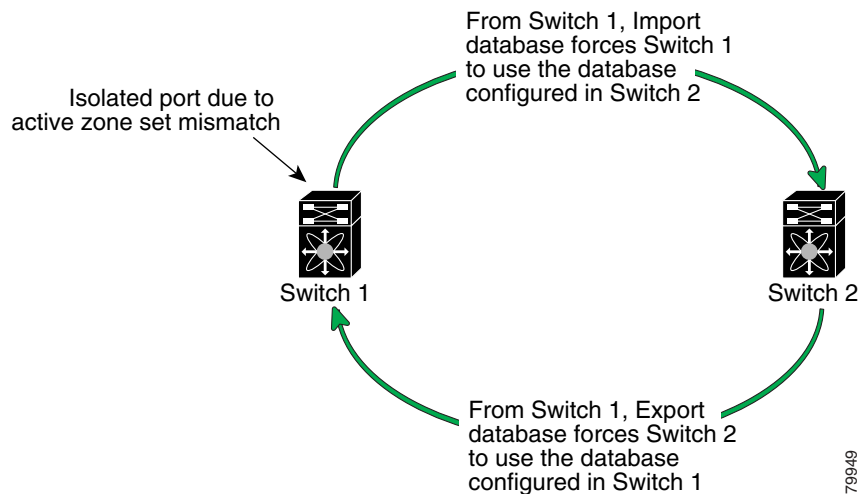 From Switch 1, Import
database forces Switch 1
to use the database
configured in Switch 2
Isolated port due to
active zone set mismatch
Switch 1
Switch 2
From Switch 1, Export
database forces Switch 2
to use the database
configured in Switch 1
79949